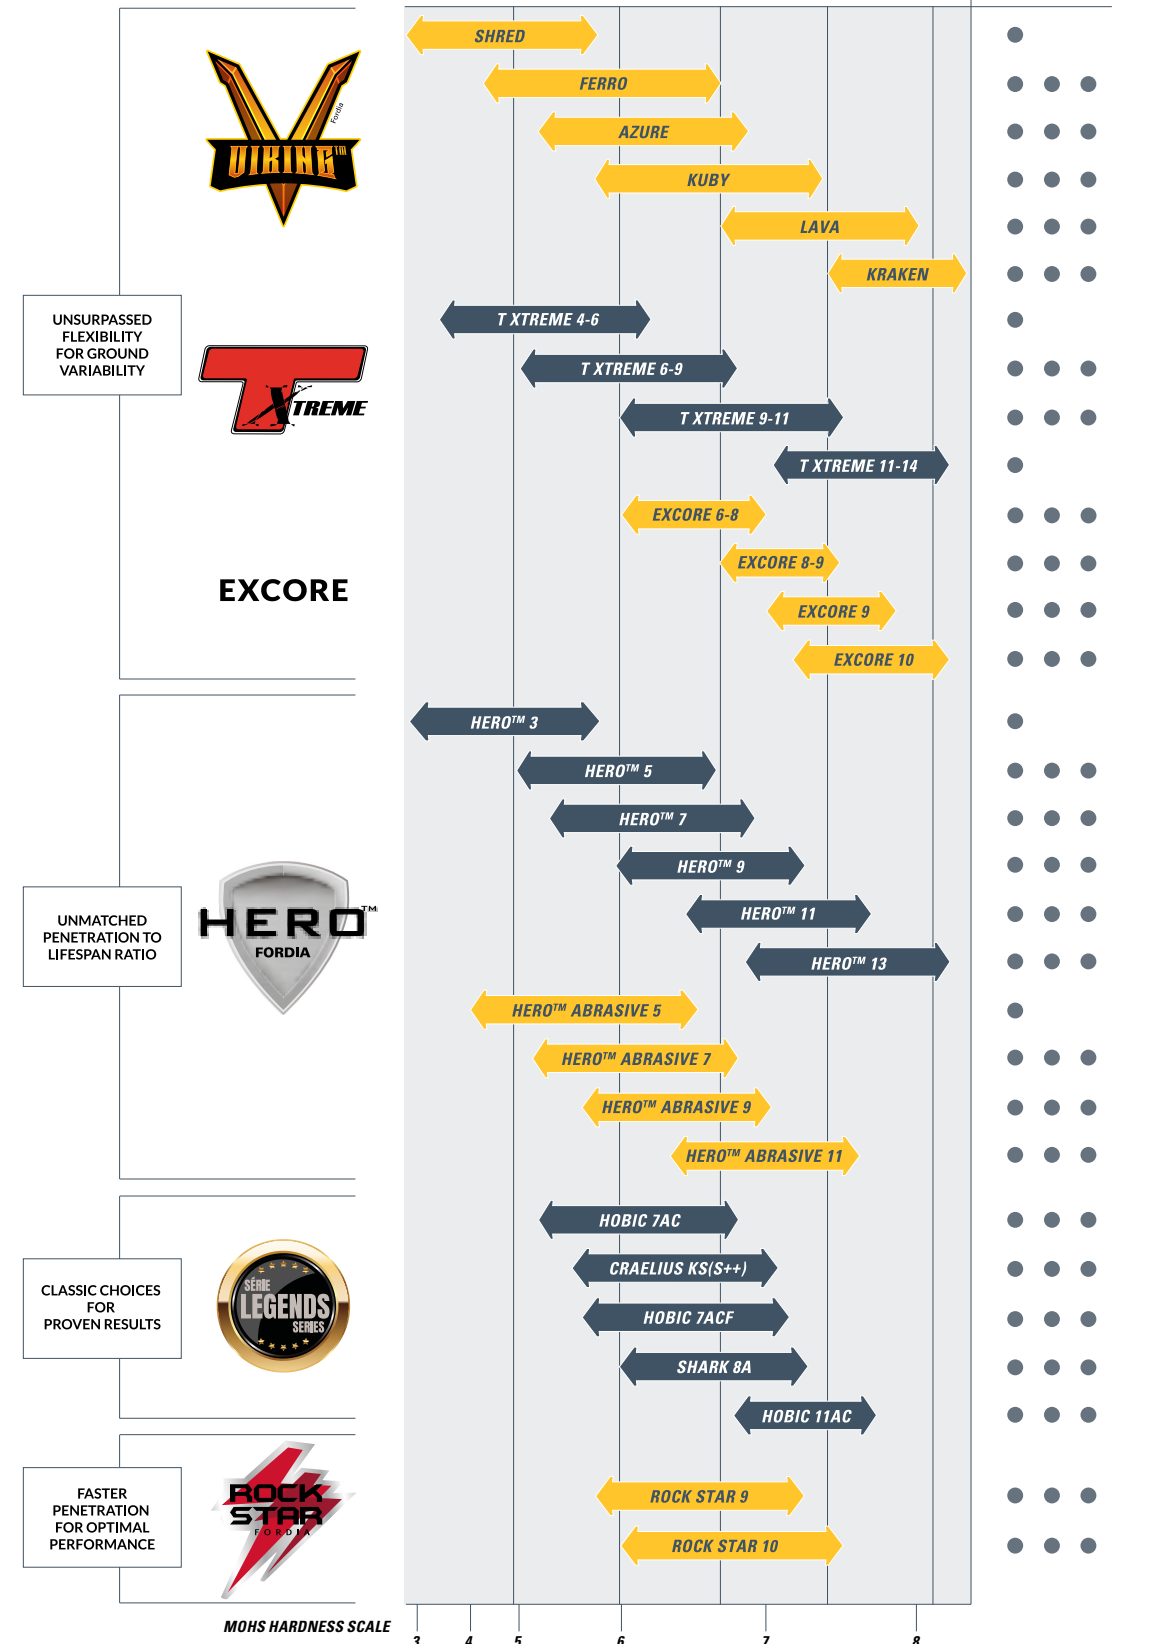 SHRED
FERRO
Fordia
VIKING™
AZURE
KUBY
LAVA
KRAKEN
UNSURPASSED
FLEXIBILITY
FOR GROUND
VARIABILITY
T XTREME 4-6
T XTREME 6-9
T XTREME
T XTREME 9-11
T XTREME 11-14
EXCORE 6-8
EXCORE 8-9
EXCORE
EXCORE 9
EXCORE 10
HERO™ 3
HERO™ 5
HERO™ 7
HERO™ 9
UNMATCHED
PENETRATION TO
LIFESPAN RATIO
HERO™
FORDIA
HERO™ 11
HERO™ 13
HERO™ ABRASIVE 5
HERO™ ABRASIVE 7
HERO™ ABRASIVE 9
HERO™ ABRASIVE 11
HOBIC 7AC
CRAELIUS KS(S++)
CLASSIC CHOICES
FOR
PROVEN RESULTS
SÉRIE
LEGENDS
SERIES
HOBIC 7ACF
SHARK 8A
HOBIC 11AC
FASTER
PENETRATION
FOR OPTIMAL
PERFORMANCE
ROCK
STAR
FORDIA
ROCK STAR 9
ROCK STAR 10
MOHS HARDNESS SCALE
3 4 5 6 7 8